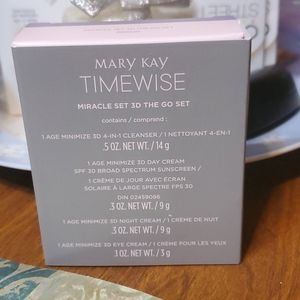 MARY KAY
TIMEWISE
MIRACLE SET 3D THE GO SET
contains / comprend :
1 AGE MINIMIZE 3D 4-IN-1 CLEANSER / 1 NETTOYANT 4-EN-1
.5 OZ. NET WT. / 14 g
1 AGE MINIMIZE 3D DAY CREAM
SPF 30 BROAD SPECTRUM SUNSCREEN /
1 CRÈME DE JOUR AVEC ÉCRAN
SOLAIRE À LARGE SPECTRE FPS 30
DIN 02459086
.3 OZ. NET WT. / 9 g
1 AGE MINIMIZE 3D NIGHT CREAM / 1 CRÈME DE NUIT
.3 OZ. NET WT. / 9 g
1 AGE MINIMIZE 3D EYE CREAM / 1 CRÈME POUR LES YEUX
.1 OZ. NET WT. / 3 g